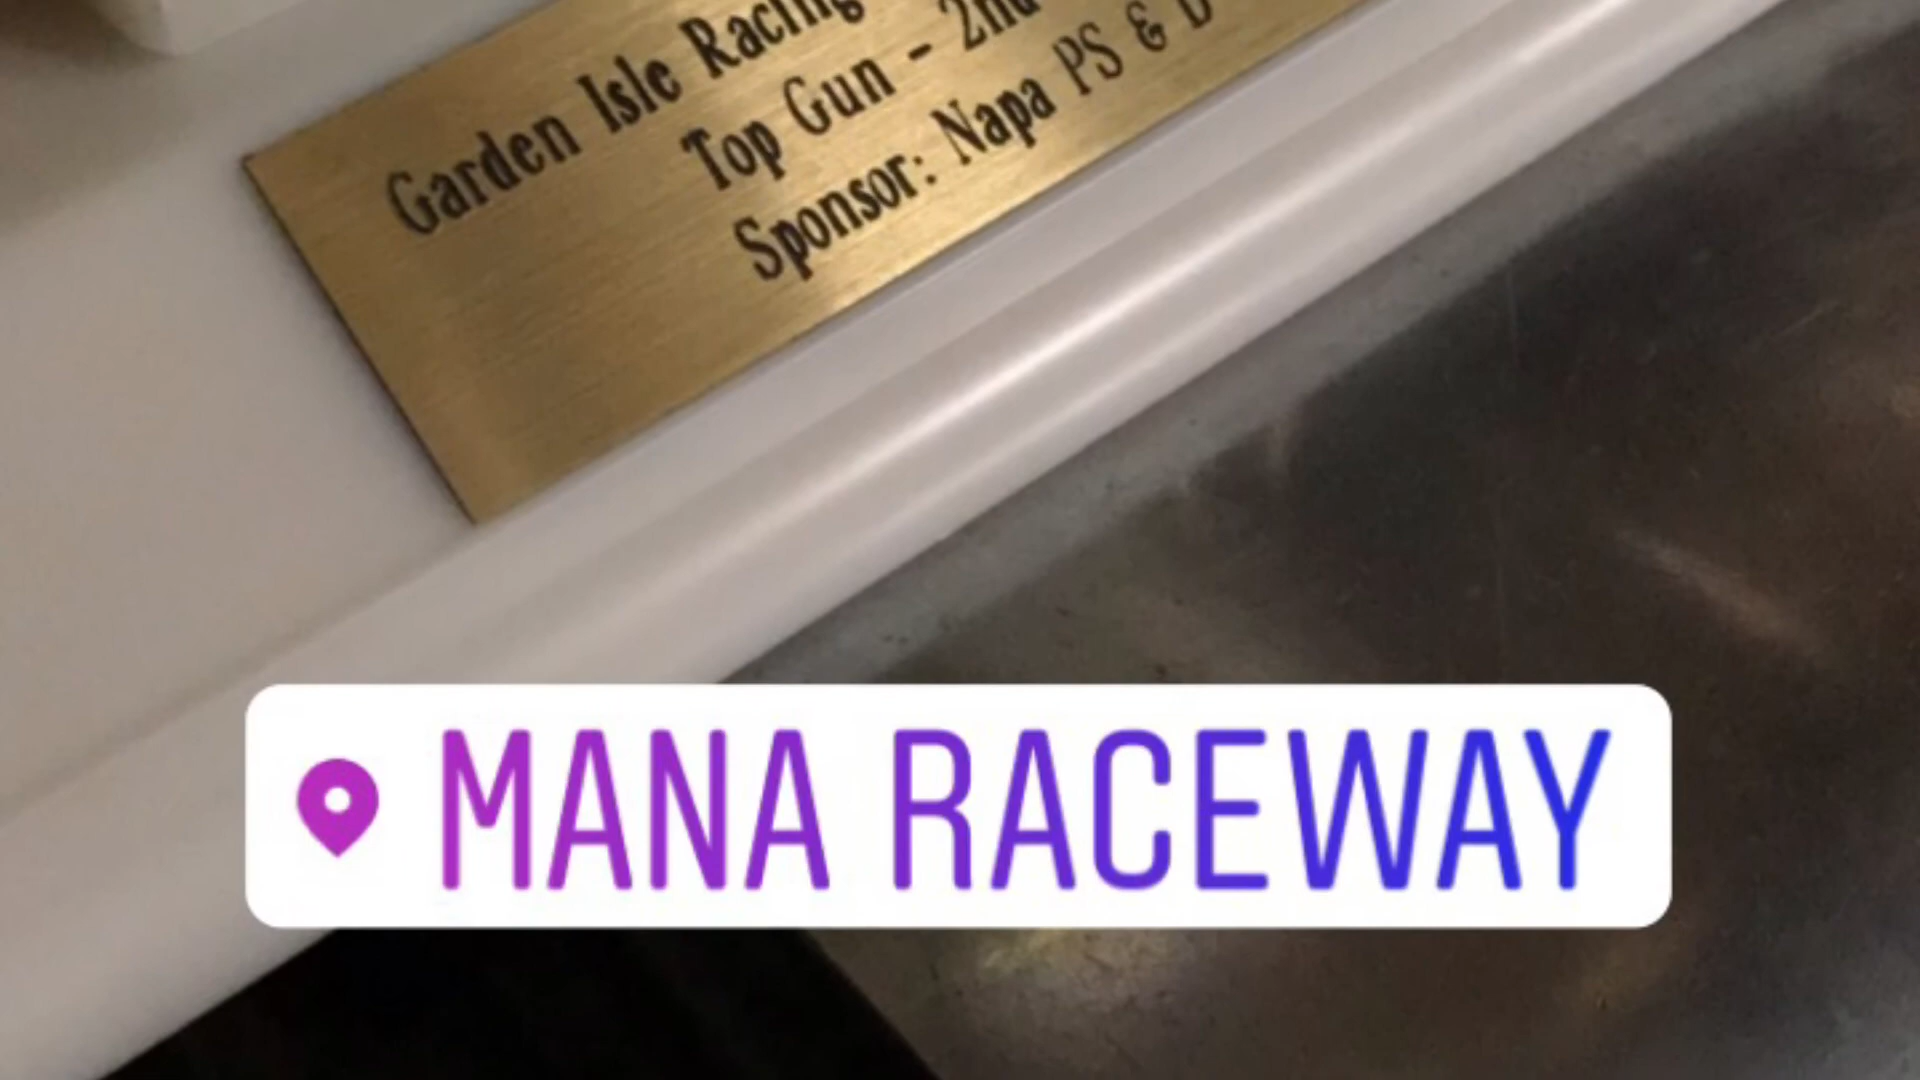 Garden Isle Racing
Top Gun - 2nd
Sponsor: Napa PS & D
MANA RACEWAY